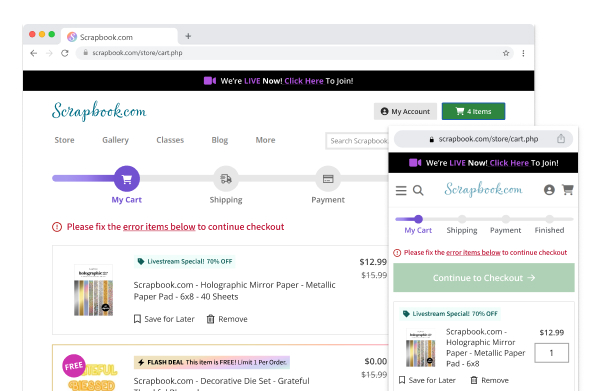 Scrapbook.com
scrapbook.com/store/cart.php
We're LIVE Now! Click Here To Join!
Scrapbook.com
My Account
4 Items
Store Gallery Classes Blog More
Search Scrapbook
My Cart Shipping Payment
Please fix the error items below to continue checkout
Livestream Special! 70% OFF
Scrapbook.com - Holographic Mirror Paper - Metallic
Paper Pad - 6x8 - 40 Sheets
$12.99
$15.99
holographic
Save for Later Remove
FREE
FLASH DEAL This item is FREE! Limit 1 Per Order.
Scrapbook.com - Decorative Die Set - Grateful
$0.00
$15.99
scrapbook.com/store/cart.php
We're LIVE Now! Click Here To Join!
Scrapbook.com
My Cart Shipping Payment Finished
Please fix the error items below to continue checkout
Continue to Checkout →
Livestream Special! 70% OFF
Scrapbook.com -
Holographic Mirror
Paper - Metallic Paper
Pad - 6x8
$12.99
1
Save for Later Remove